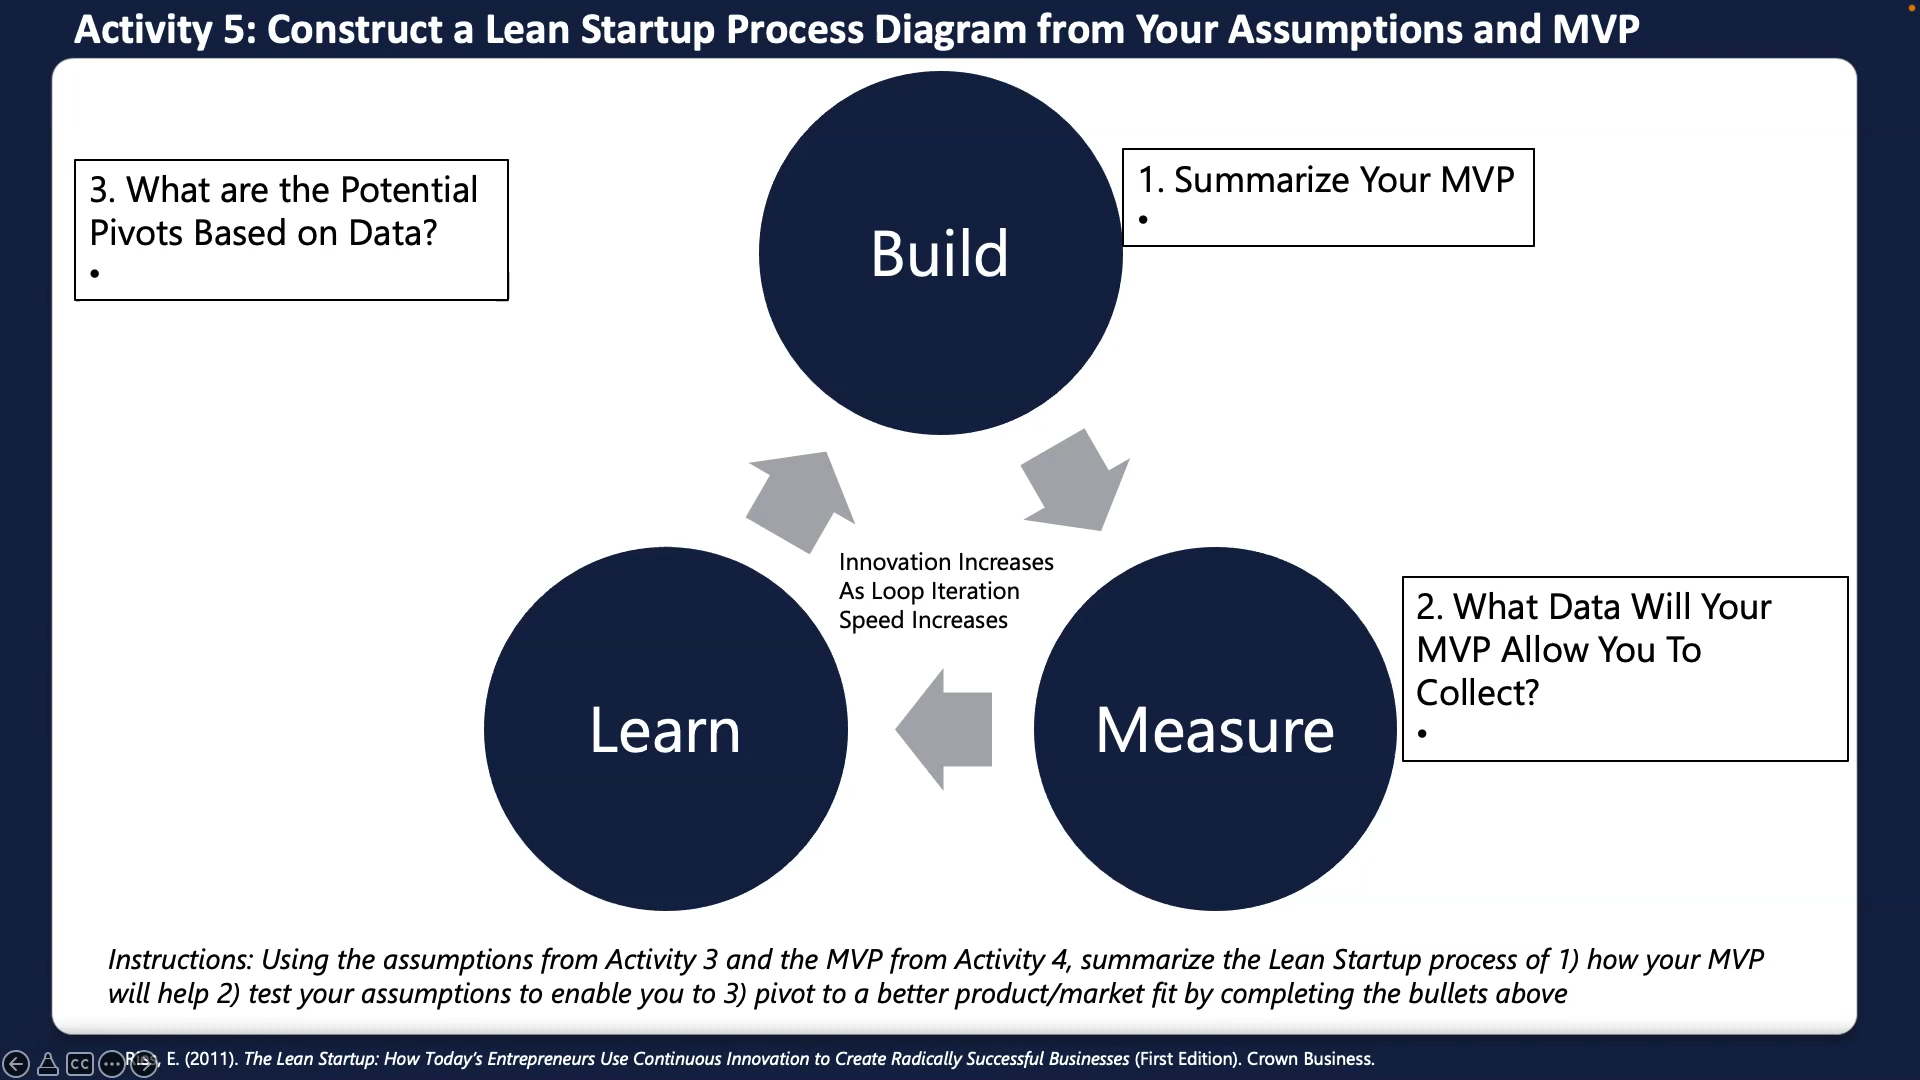 Activity 5: Construct a Lean Startup Process Diagram from Your Assumptions and MVP
3. What are the Potential
Pivots Based on Data?
•
Build
1. Summarize Your MVP
•
Innovation Increases
As Loop Iteration
Speed Increases
Learn
Measure
2. What Data Will Your
MVP Allow You To
Collect?
•
Instructions: Using the assumptions from Activity 3 and the MVP from Activity 4, summarize the Lean Startup process of 1) how your MVP
will help 2) test your assumptions to enable you to 3) pivot to a better product/market fit by completing the bullets above
CC
Ries, E. (2011). The Lean Startup: How Today’s Entrepreneurs Use Continuous Innovation to Create Radically Successful Businesses (First Edition). Crown Business.